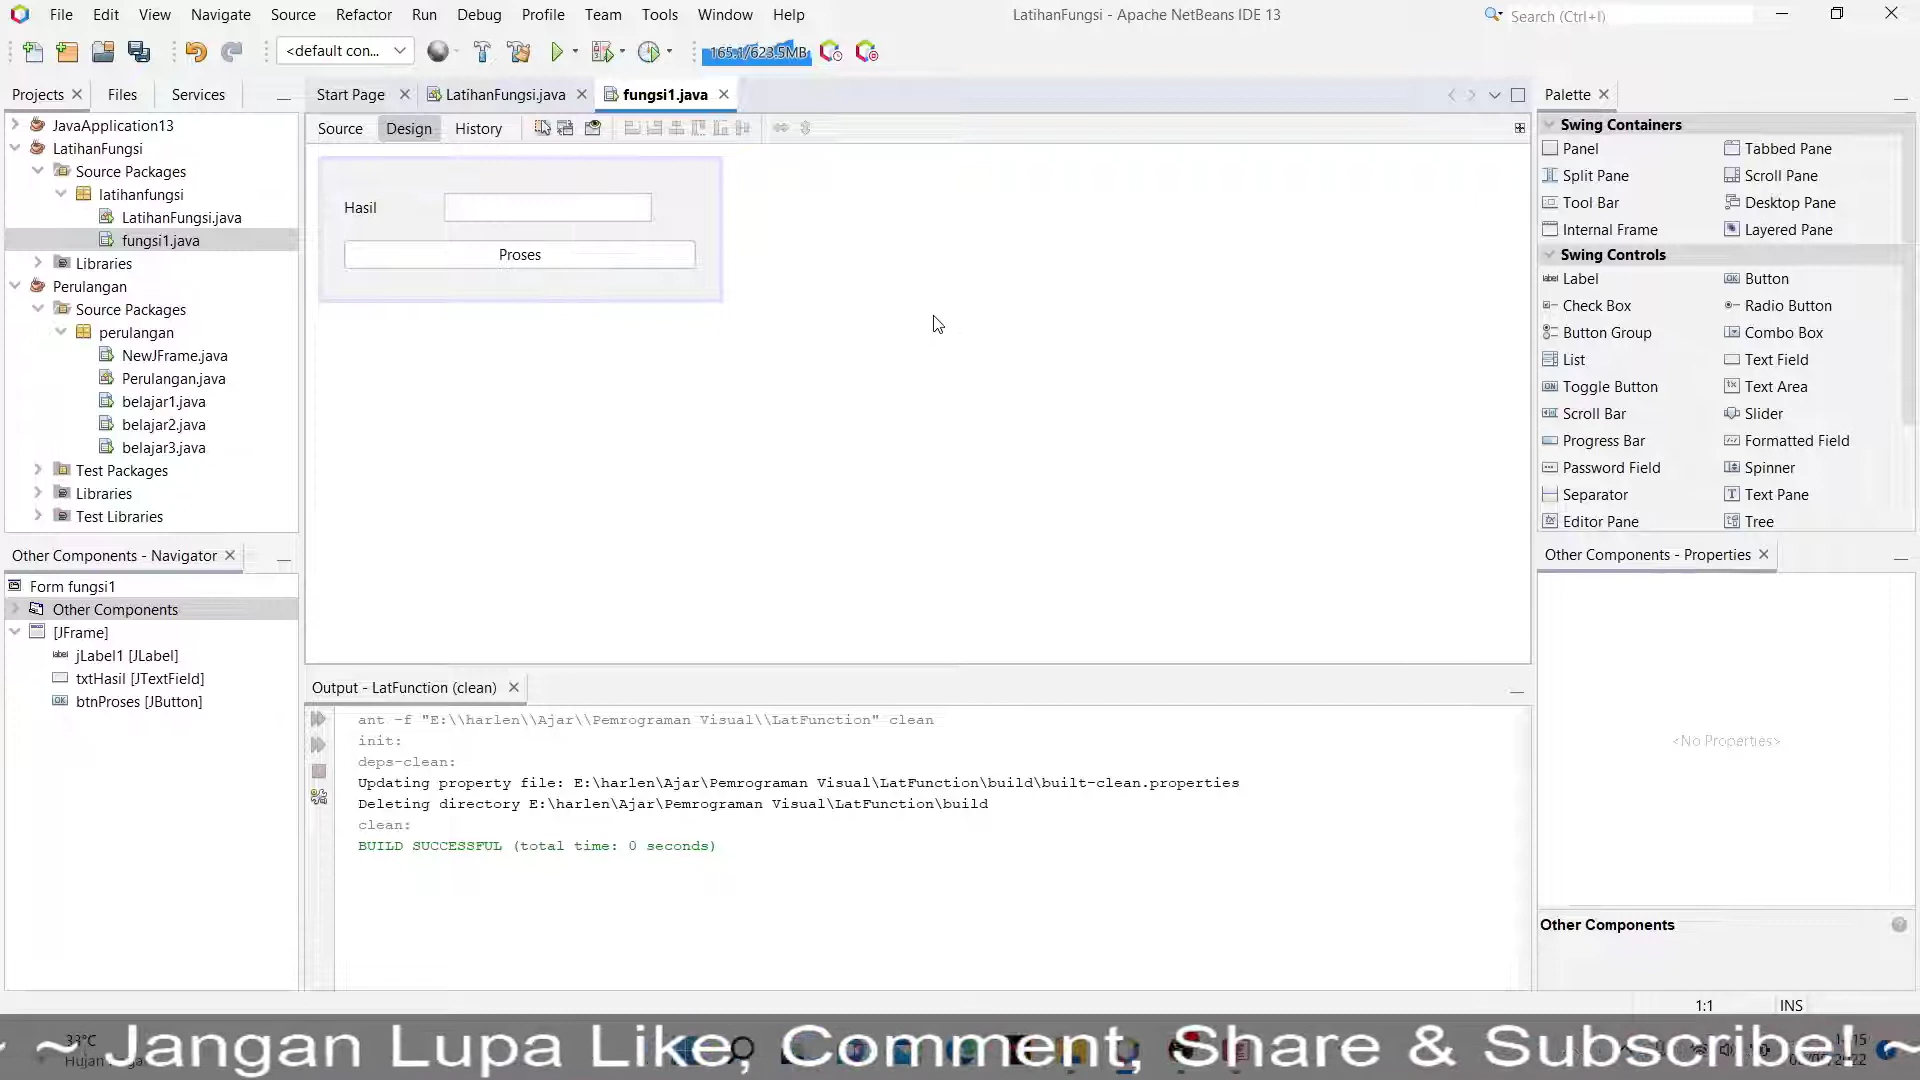 File Edit View Navigate Source Refactor Run Debug Profile Team Tools Window Help
LatihanFungsi - Apache NetBeans IDE 13
Search (Ctrl+I)
<default con...
165.1/623.5MB
Projects Files Services
Start Page LatihanFungsi.java fungsi1.java
Source Design History
JavaApplication13
LatihanFungsi
Source Packages
latihanfungsi
LatihanFungsi.java
fungsi1.java
Libraries
Perulangan
Source Packages
perulangan
NewJFrame.java
Perulangan.java
belajar1.java
belajar2.java
belajar3.java
Test Packages
Libraries
Test Libraries
Hasil
Proses
Palette
Swing Containers
Panel Tabbed Pane
Split Pane Scroll Pane
Tool Bar Desktop Pane
Internal Frame Layered Pane
Swing Controls
Label Button
Check Box Radio Button
Button Group Combo Box
List Text Field
Toggle Button Text Area
Scroll Bar Slider
Progress Bar Formatted Field
Password Field Spinner
Separator Text Pane
Editor Pane Tree
Other Components - Navigator
Form fungsi1
Other Components
[JFrame]
jLabel1 [JLabel]
txtHasil [JTextField]
btnProses [JButton]
Output - LatFunction (clean)
ant -f "E:\\harlen\\Ajar\\Pemrograman Visual\\LatFunction" clean
init:
deps-clean:
Updating property file: E:\harlen\Ajar\Pemrograman Visual\LatFunction\build\built-clean.properties
Deleting directory E:\harlen\Ajar\Pemrograman Visual\LatFunction\build
clean:
BUILD SUCCESSFUL (total time: 0 seconds)
Other Components - Properties
<No Properties>
Other Components
1:1 INS
33°C
~ ~ Jangan Lupa Like, Comment, Share & Subscribe! ~